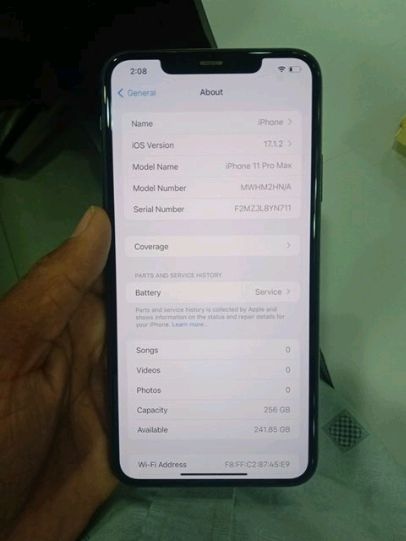 2:08
General
About
Name iPhone
iOS Version 17.1.2
Model Name iPhone 11 Pro Max
Model Number MWHM2HN/A
Serial Number F2MZJL8YN711
Coverage
PARTS AND SERVICE HISTORY
Battery Service
Parts and service history is collected by Apple and
shows information on the status and repair details for
your iPhone. Learn more...
Songs 0
Videos 0
Photos 0
Capacity 256 GB
Available 241.85 GB
Wi-Fi Address F8:FF:C2:87:45:E9